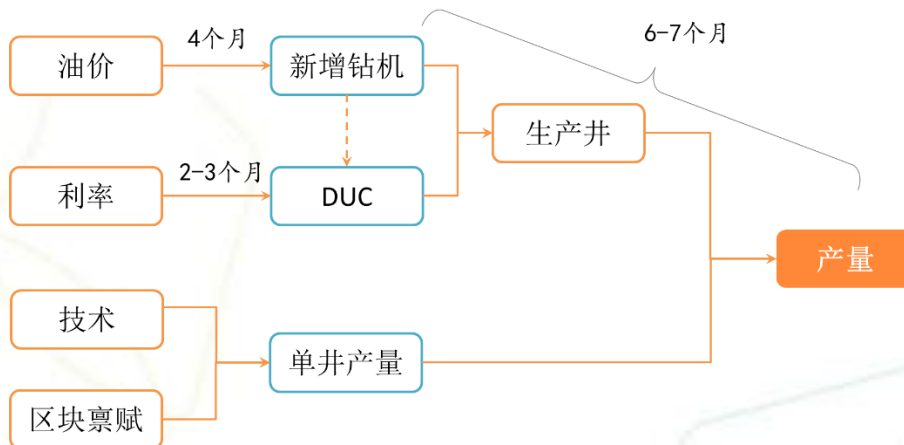 6-7个月
4个月
油价
新增钻机
生产井
2-3个月
利率
DUC
产量
技术
单井产量
区块禀赋